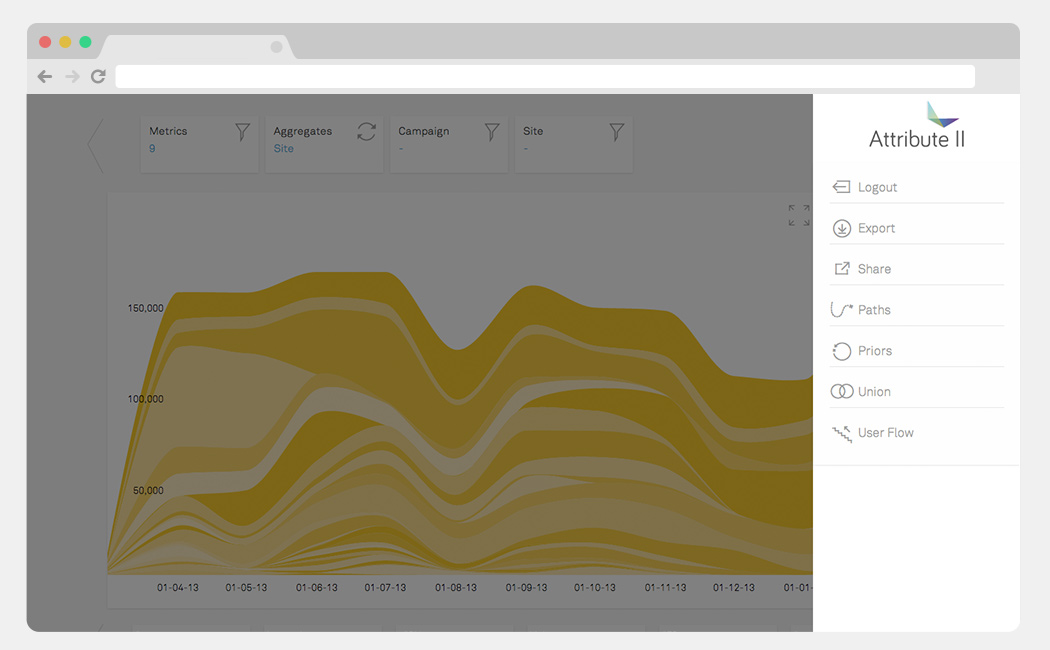 Metrics
9
Aggregates
Site
Campaign
-
Site
-
Attribute II
Logout
Export
Share
Paths
Priors
Union
User Flow
150,000
100,000
50,000
01-04-13 01-05-13 01-06-13 01-07-13 01-08-13 01-09-13 01-10-13 01-11-13 01-12-13 01-01-